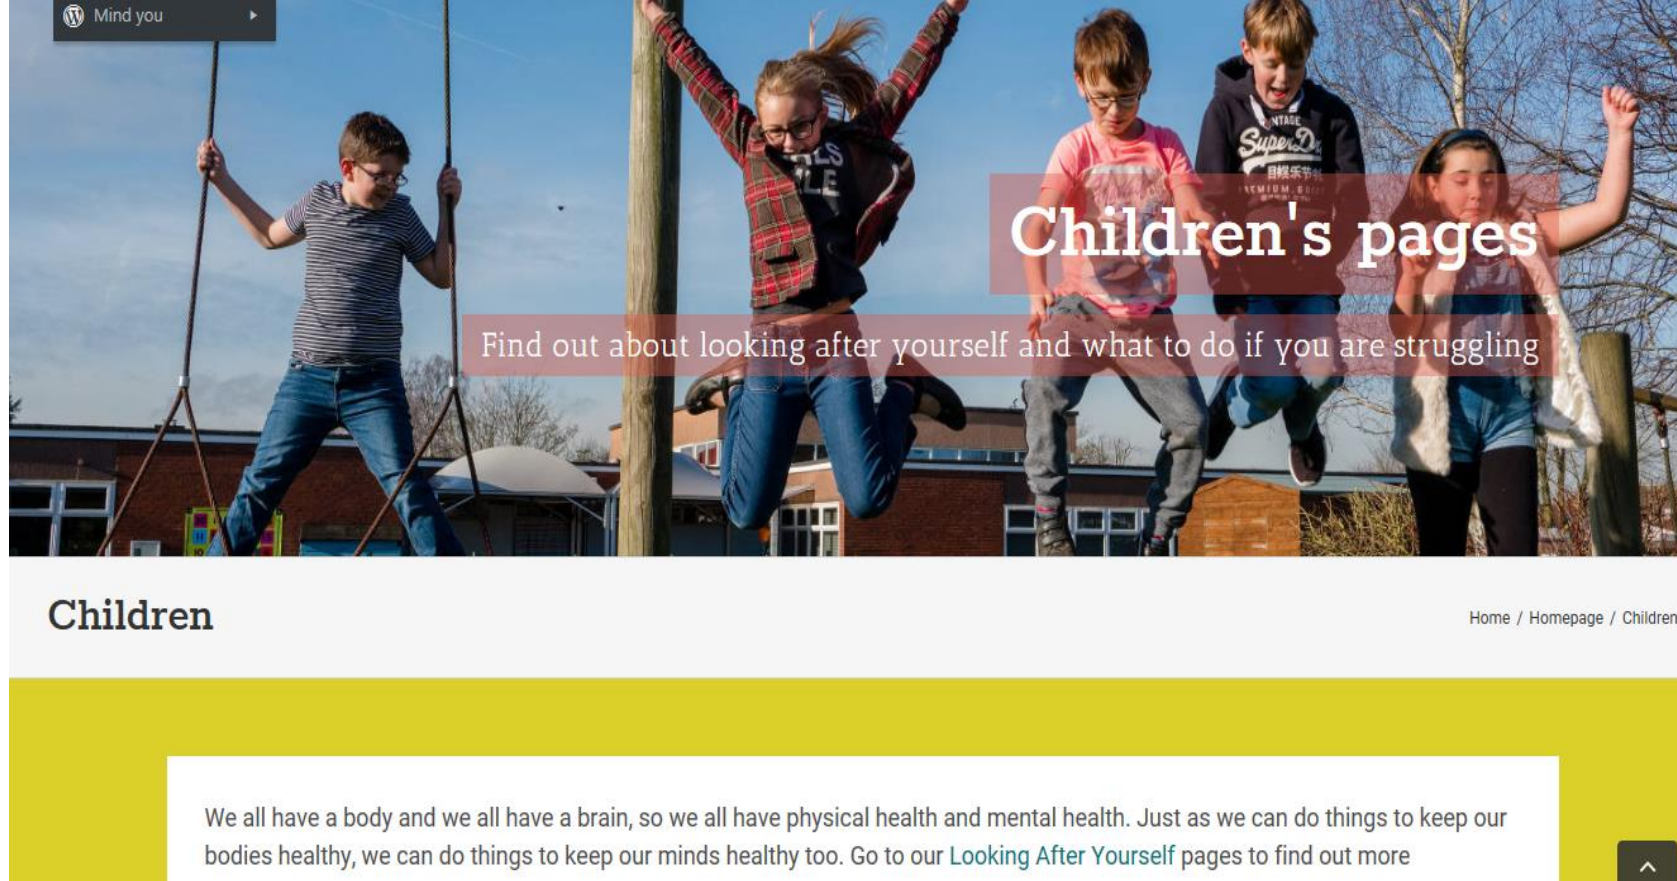 Mind you
VINTAGE
Children's pages
Find out about looking after yourself and what to do if you are struggling
Children
Home / Homepage / Children
We all have a body and we all have a brain, so we all have physical health and mental health. Just as we can do things to keep our
bodies healthy, we can do things to keep our minds healthy too. Go to our Looking After Yourself pages to find out more